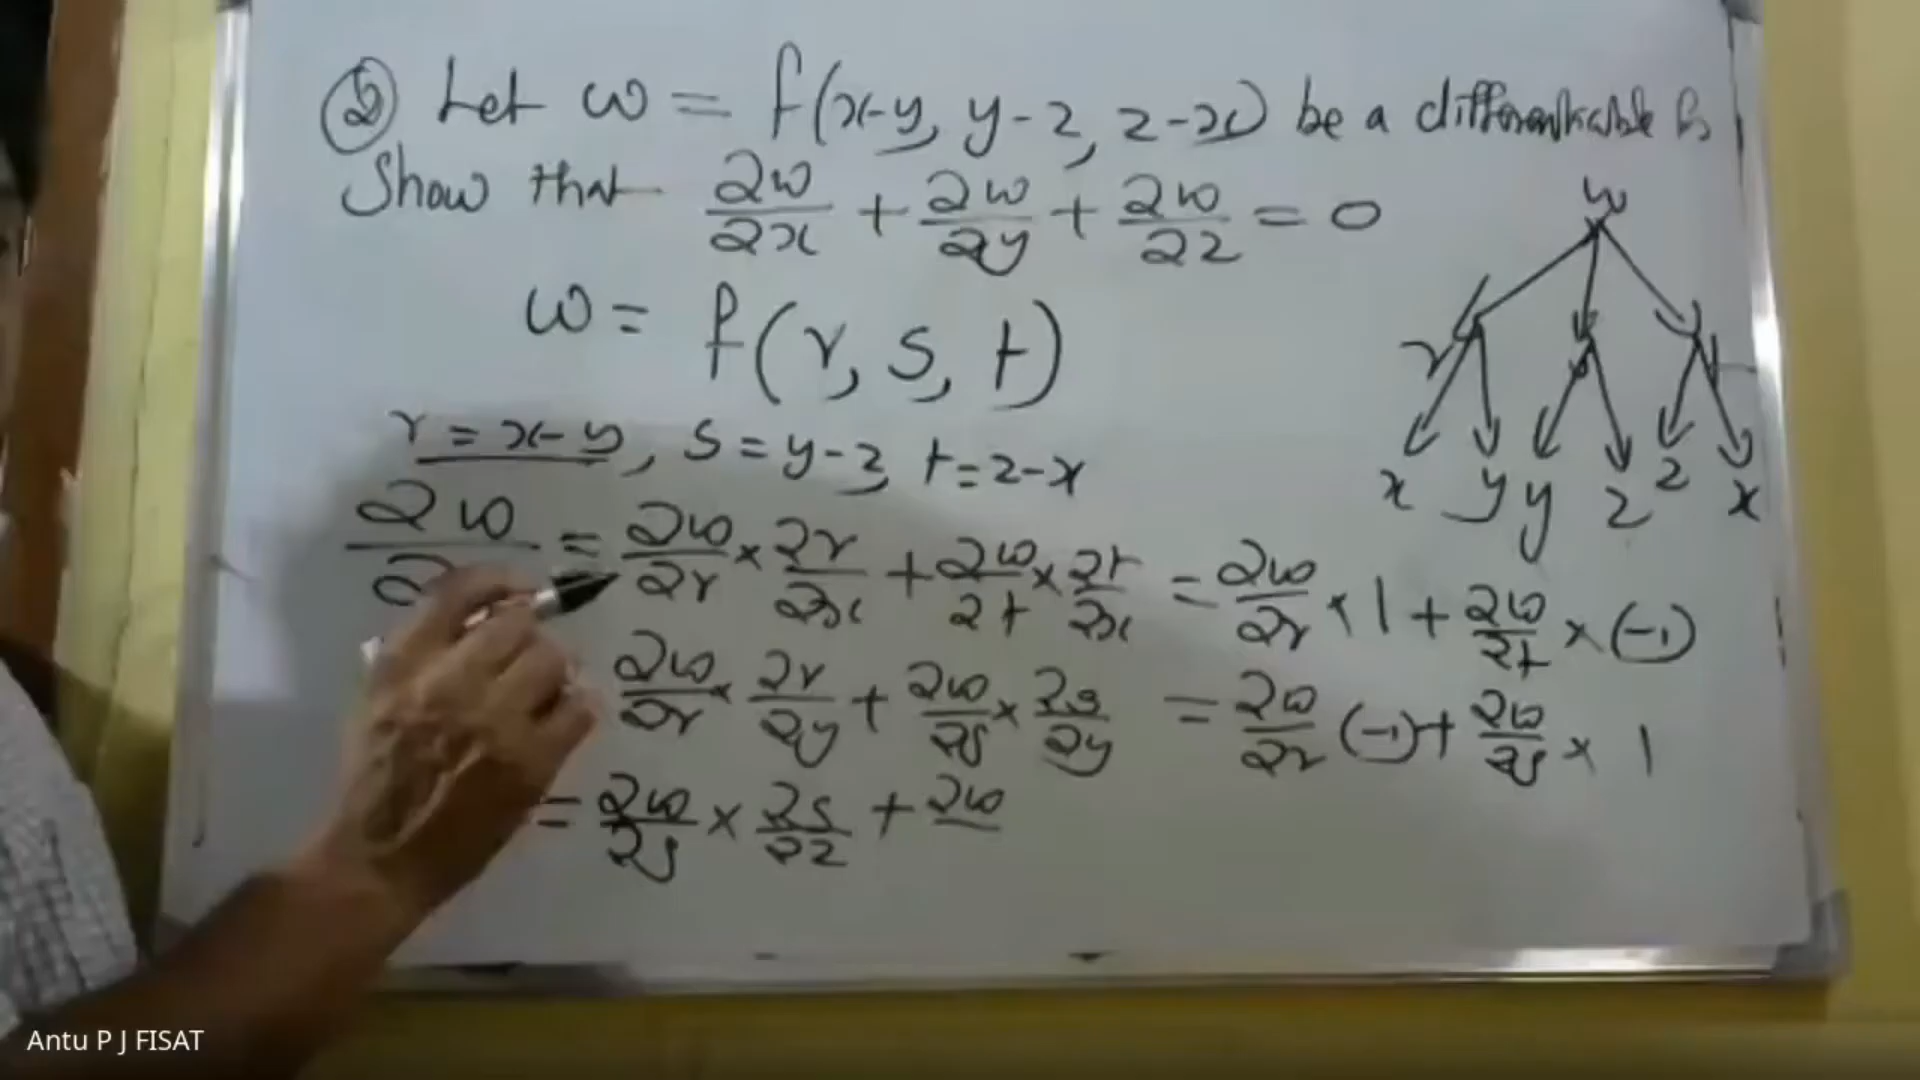 ② Let w = f(x-y, y-z, z-x) be a differentiable fn
Show that ∂w/∂x + ∂w/∂y + ∂w/∂z = 0
w = f(r, s, t)
r = x-y, s = y-z, t = z-x
∂w/∂ = ∂w/∂r × ∂r/∂x + ∂w/∂t × ∂t/∂x = ∂w/∂r × 1 + ∂w/∂t × (-1)
∂w/∂r × ∂r/∂y + ∂w/∂s × ∂s/∂y = ∂w/∂r (-1) + ∂w/∂s × 1
= ∂w/∂s × ∂s/∂z + ∂w
w
r
x y y z z x
Antu P J FISAT